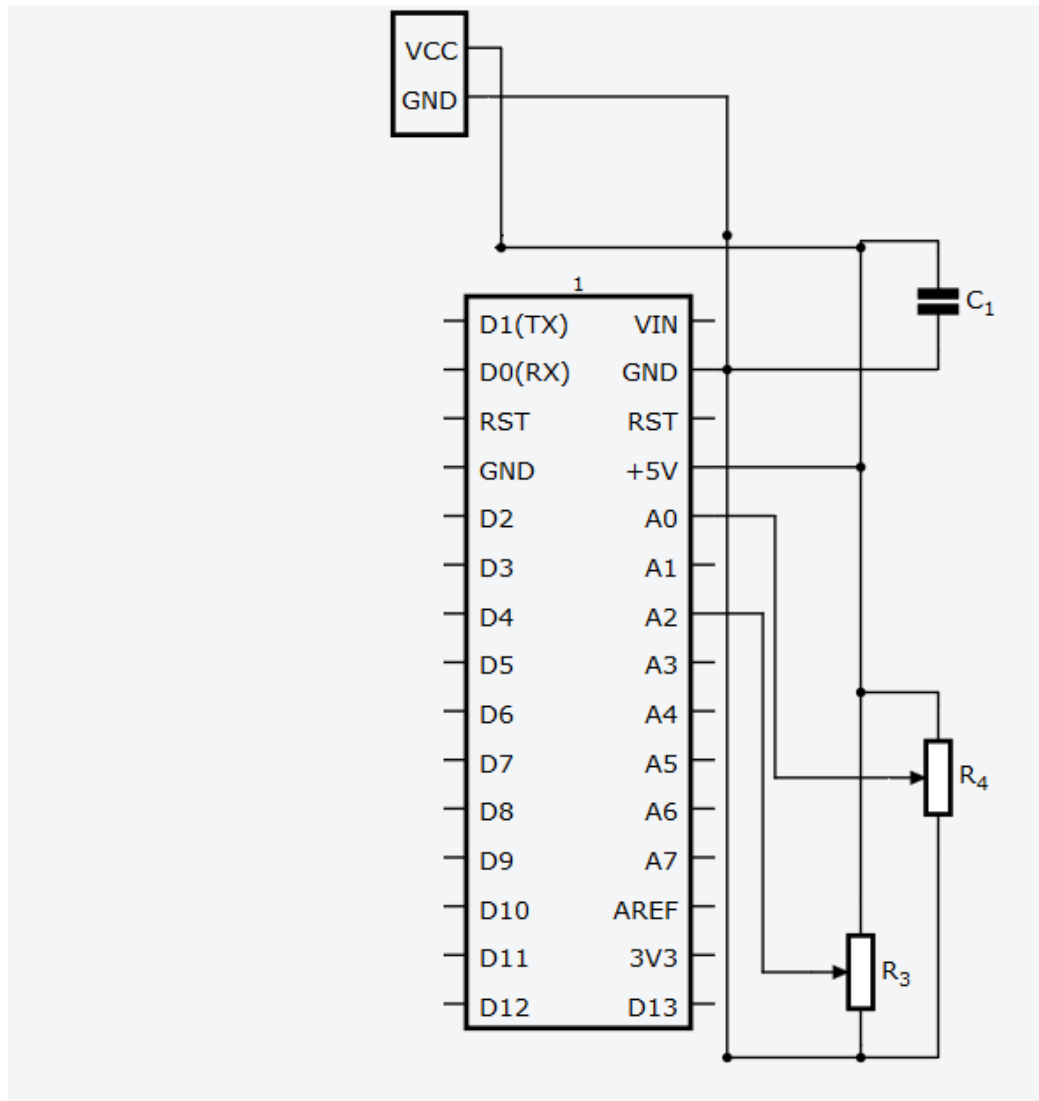 VCC
GND
1
C1
D1(TX) VIN
D0(RX) GND
RST RST
GND +5V
D2 A0
D3 A1
D4 A2
D5 A3
D6 A4
D7 A5
R4
D8 A6
D9 A7
D10 AREF
D11 3V3
R3
D12 D13